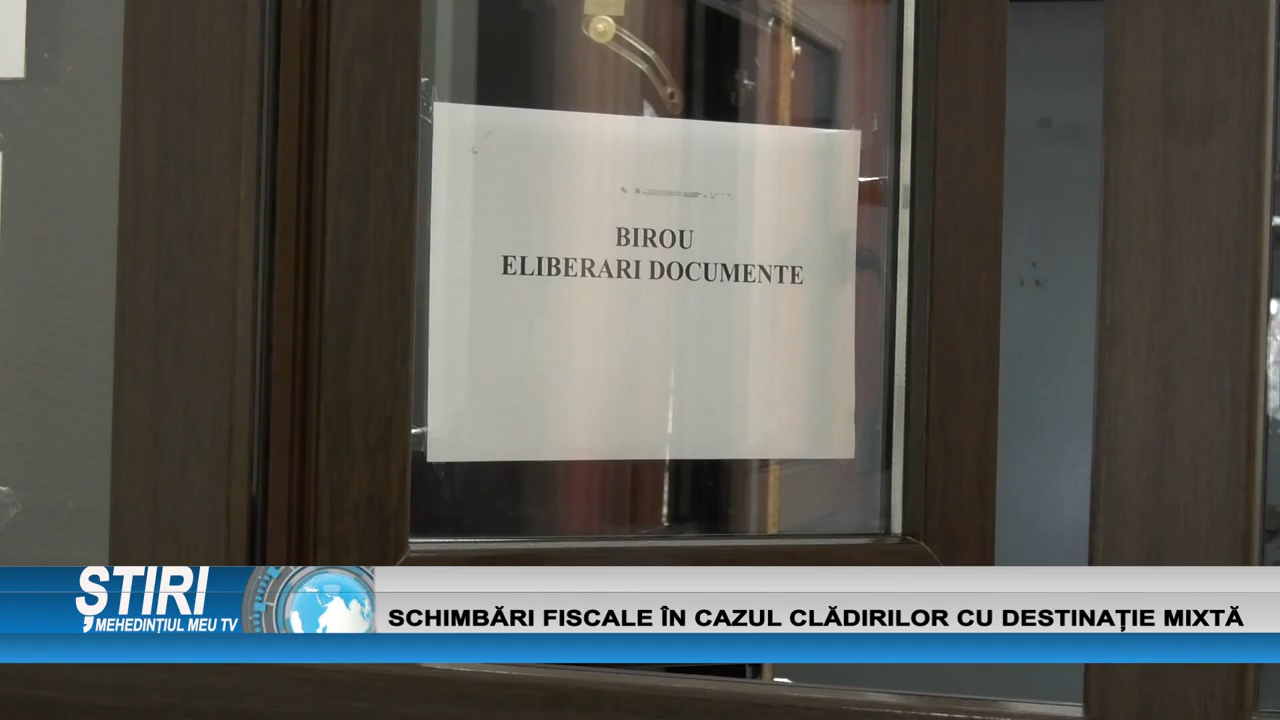 BIROU
ELIBERARI DOCUMENTE
ȘTIRI
MEHEDINȚIUL MEU TV
SCHIMBĂRI FISCALE ÎN CAZUL CLĂDIRILOR CU DESTINAȚIE MIXTĂ